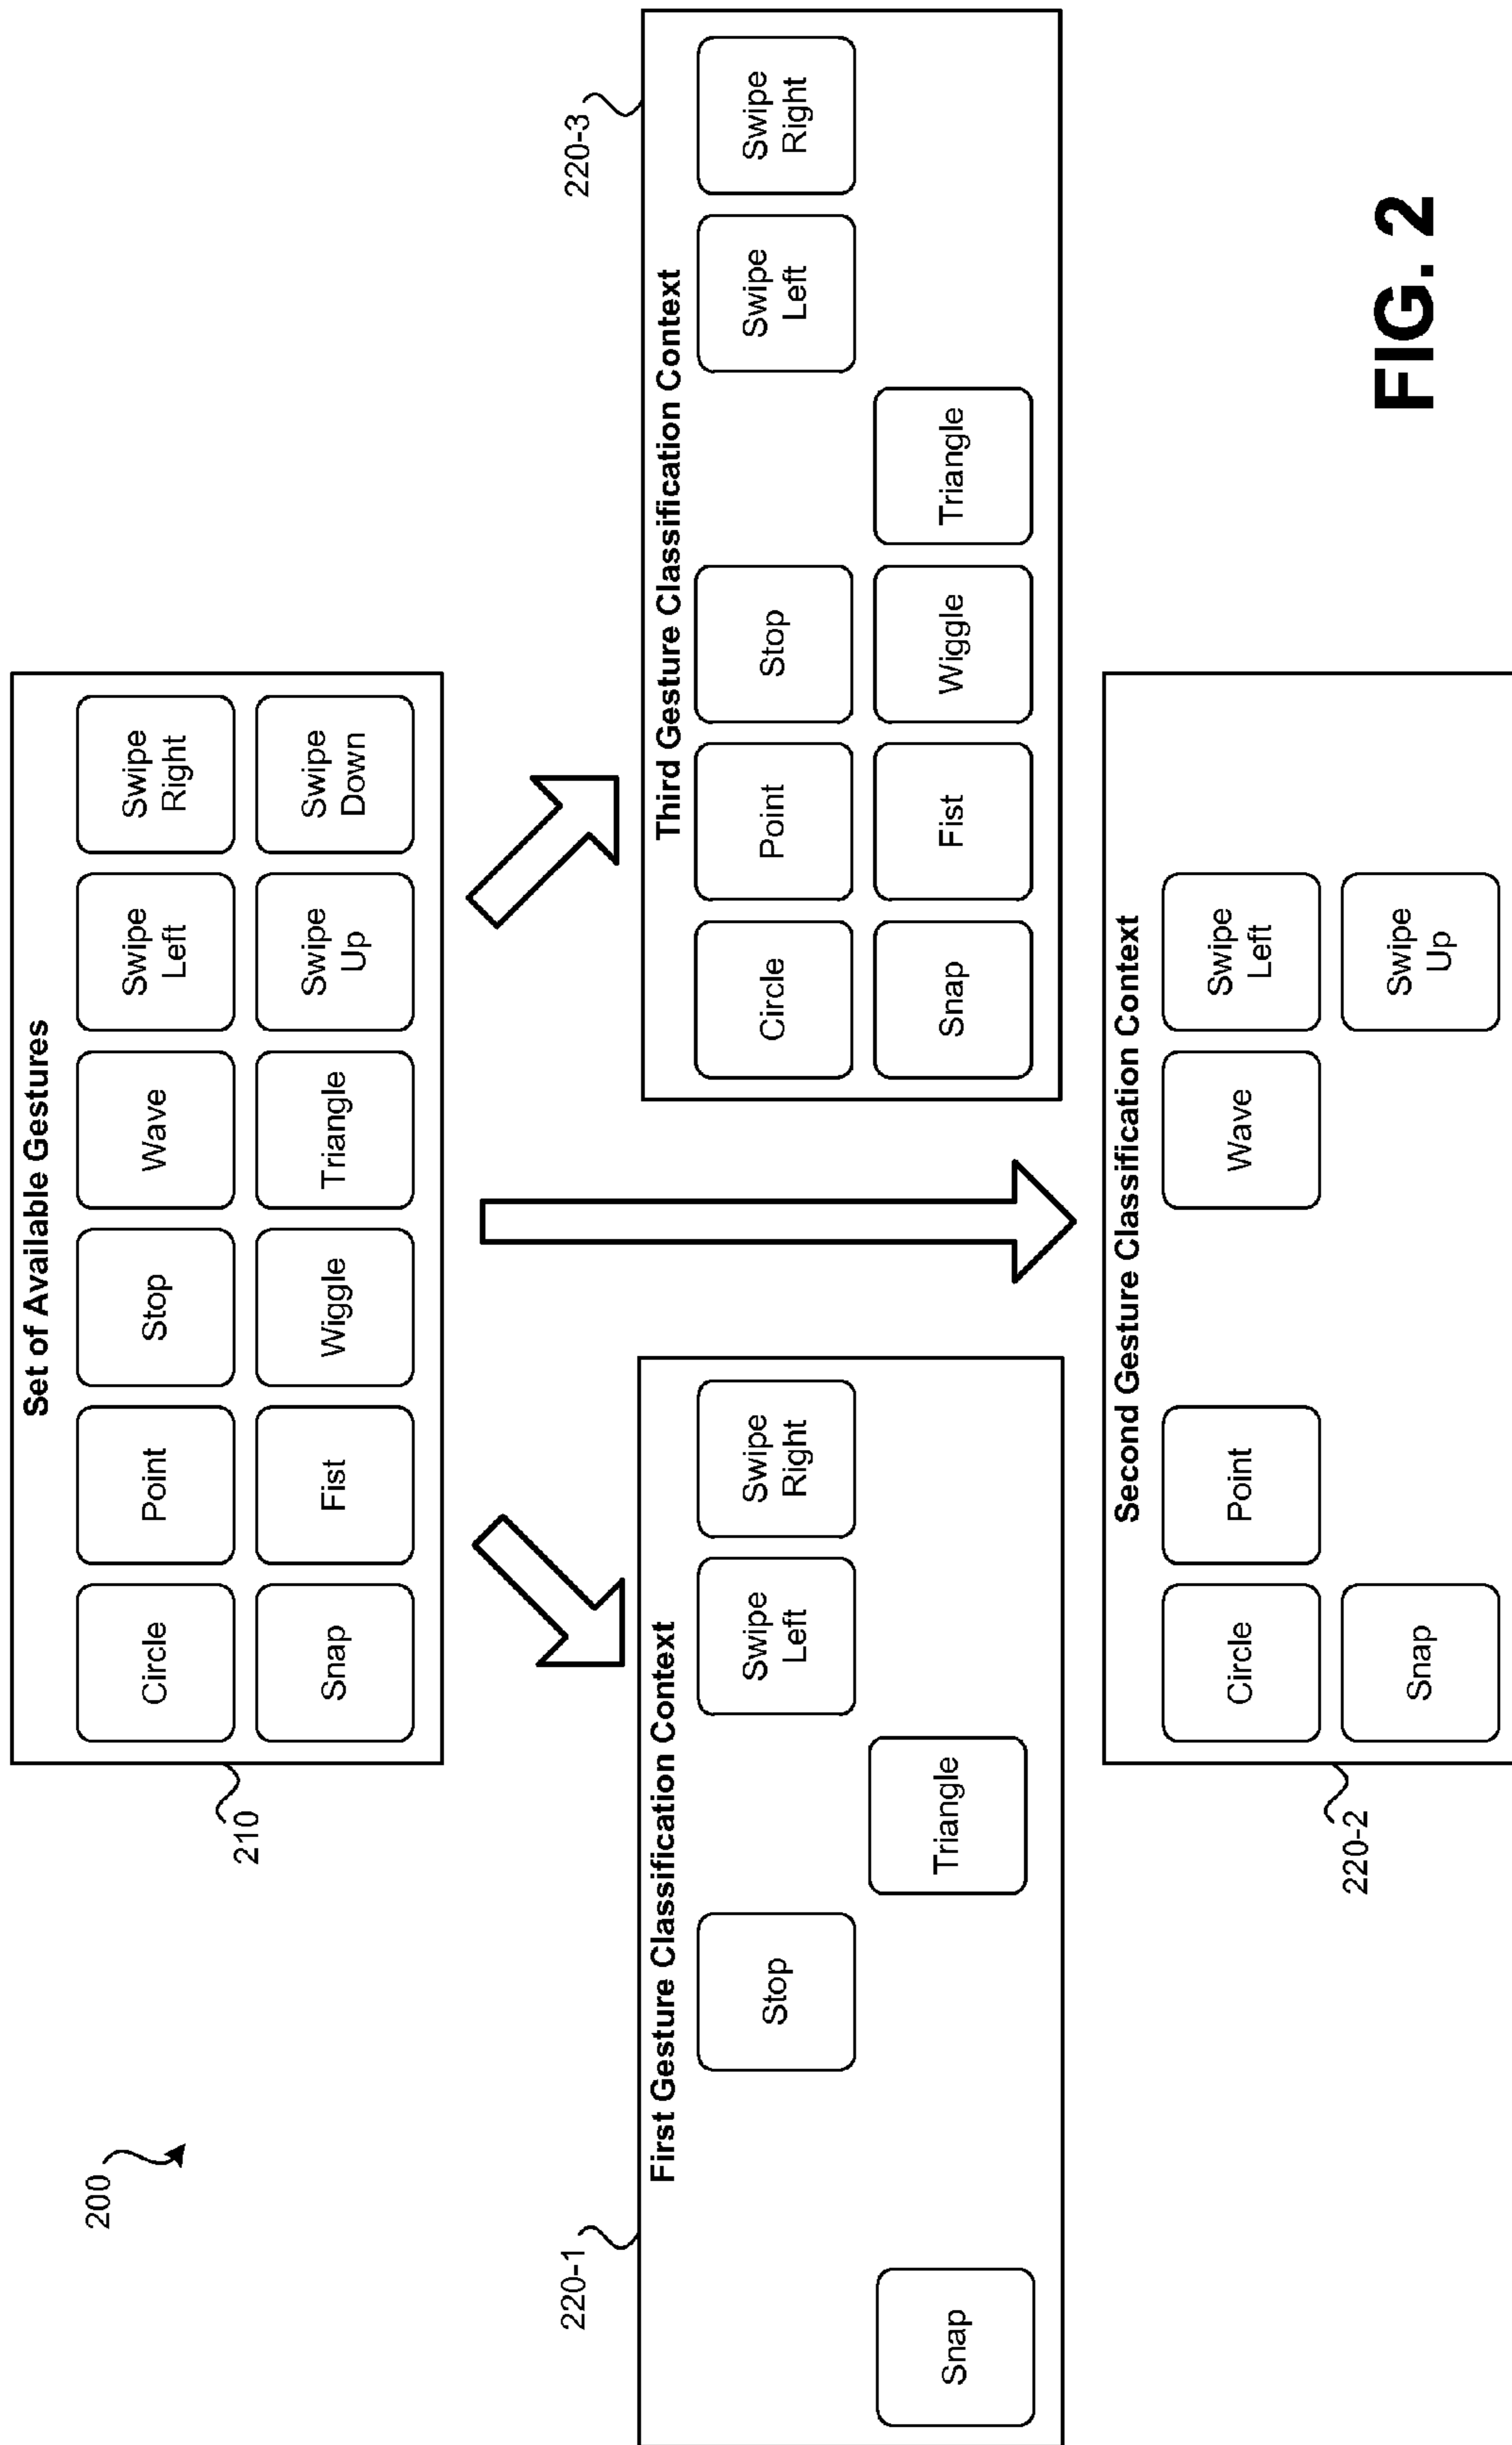 200
210
Set of Available Gestures
Circle
Point
Stop
Wave
Swipe
Left
Swipe
Right
Snap
Fist
Wiggle
Triangle
Swipe
Up
Swipe
Down
220-1
First Gesture Classification Context
Stop
Swipe
Left
Swipe
Right
Snap
Triangle
220-3
Third Gesture Classification Context
Circle
Point
Stop
Swipe
Left
Swipe
Right
Snap
Fist
Wiggle
Triangle
220-2
Second Gesture Classification Context
Circle
Point
Wave
Swipe
Left
Snap
Swipe
Up
FIG. 2